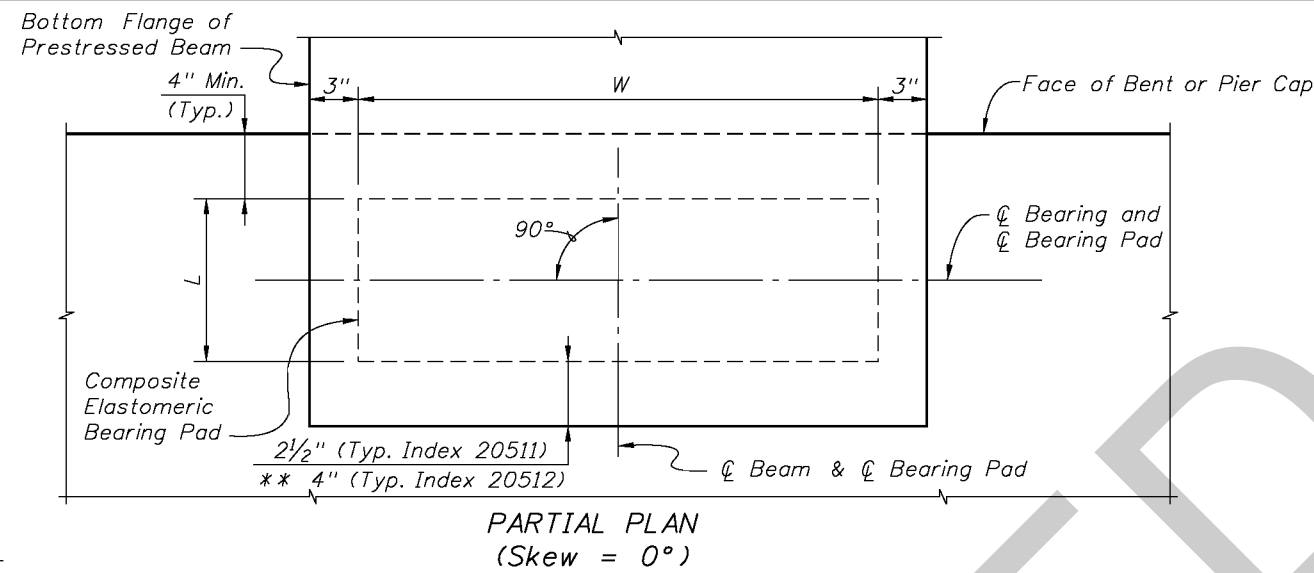 Bottom Flange of
Prestressed Beam
4" Min.
(Typ.)
3"
W
3"
Face of Bent or Pier Cap
90°
℄ Bearing and
℄ Bearing Pad
L
Composite
Elastomeric
Bearing Pad
2½" (Typ. Index 20511)
** 4" (Typ. Index 20512)
℄ Beam & ℄ Bearing Pad
PARTIAL PLAN
(Skew = 0°)